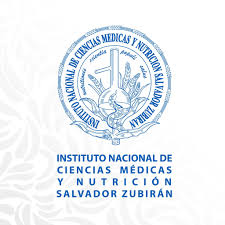 INSTITUTO NACIONAL DE CIENCIAS MEDICAS Y NUTRICION SALVADOR ZUBIRAN
INSTITUTO NACIONAL DE
CIENCIAS MÉDICAS
Y NUTRICIÓN
SALVADOR ZUBIRÁN